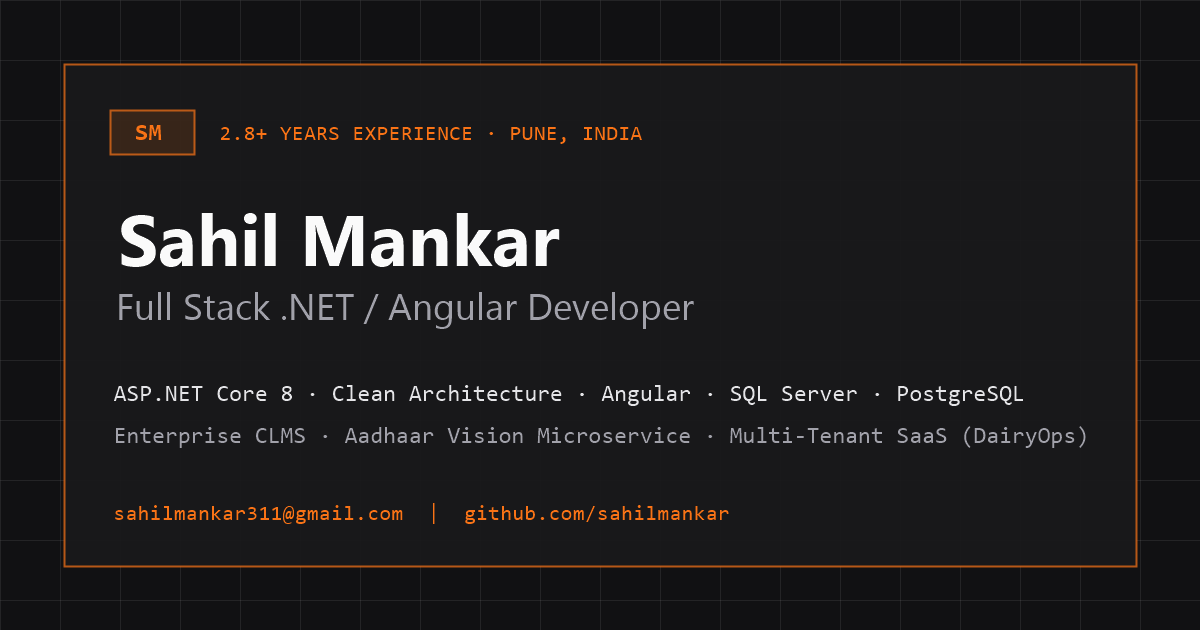 SM
2.8+ YEARS EXPERIENCE · PUNE, INDIA
Sahil Mankar
Full Stack .NET / Angular Developer
ASP.NET Core 8 · Clean Architecture · Angular · SQL Server · PostgreSQL
Enterprise CLMS · Aadhaar Vision Microservice · Multi-Tenant SaaS (DairyOps)
sahilmankar311@gmail.com | github.com/sahilmankar